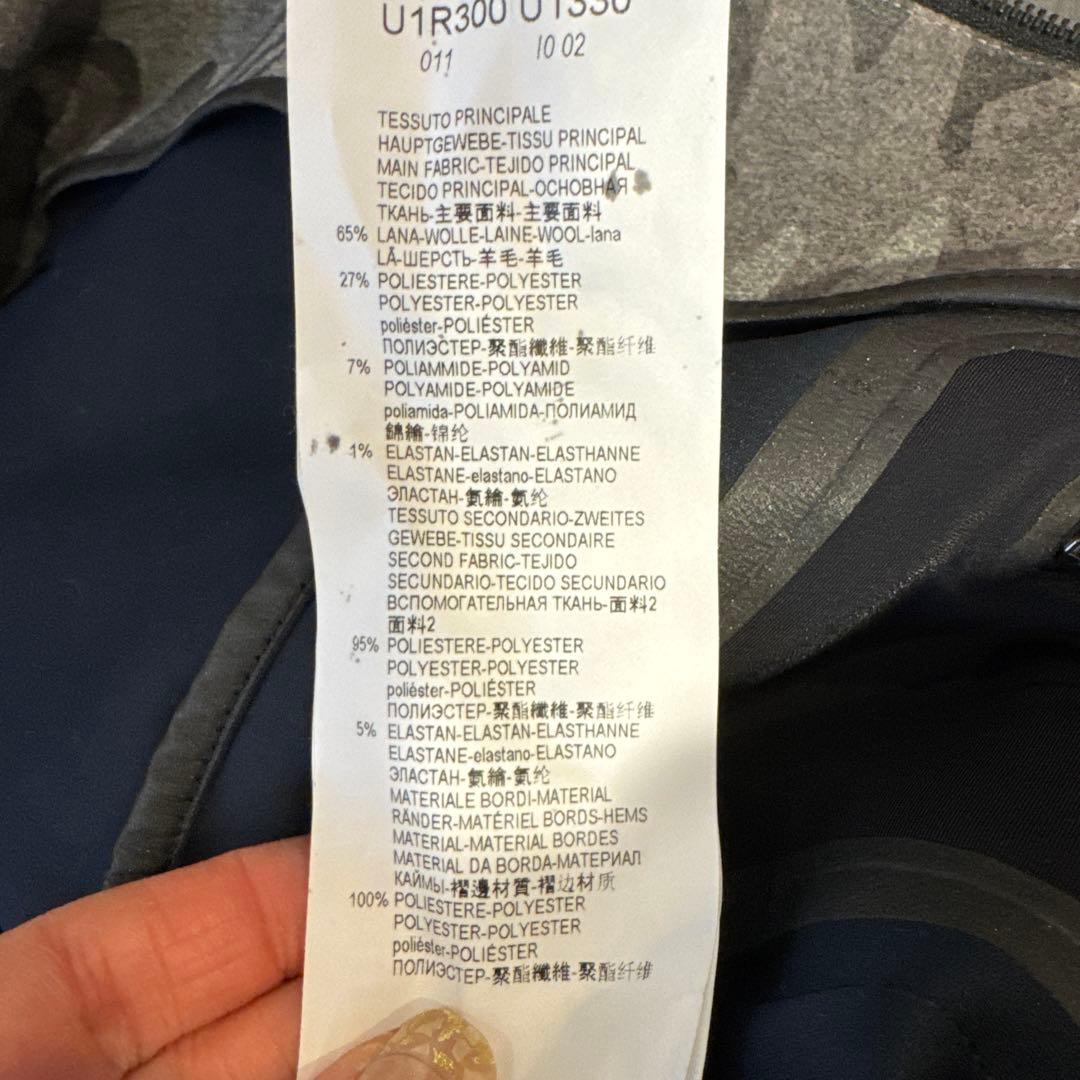 U1R300 U1330
011 10 02
TESSUTO PRINCIPALE
HAUPTGEWEBE-TISSU PRINCIPAL
MAIN FABRIC-TEJIDO PRINCIPAL
TECIDO PRINCIPAL-ОСНОВНАЯ
ТКАНЬ-主要面料-主要面料
65% LANA-WOLLE-LAINE-WOOL-lana
LÃ-ШЕРСТЬ-羊毛-羊毛
27% POLIESTERE-POLYESTER
POLYESTER-POLYESTER
poliéster-POLIÉSTER
ПОЛИЭСТЕР-聚酯纖維-聚酯纤维
7% POLIAMMIDE-POLYAMID
POLYAMIDE-POLYAMIDE
poliamida-POLIAMIDA-ПОЛИАМИД
錦綸-锦纶
1% ELASTAN-ELASTAN-ELASTHANNE
ELASTANE-elastano-ELASTANO
ЭЛАСТАН-氨綸-氨纶
TESSUTO SECONDARIO-ZWEITES
GEWEBE-TISSU SECONDAIRE
SECOND FABRIC-TEJIDO
SECUNDARIO-TECIDO SECUNDARIO
ВСПОМОГАТЕЛЬНАЯ ТКАНЬ-面料2
面料2
95% POLIESTERE-POLYESTER
POLYESTER-POLYESTER
poliéster-POLIÉSTER
ПОЛИЭСТЕР-聚酯纖維-聚酯纤维
5% ELASTAN-ELASTAN-ELASTHANNE
ELASTANE-elastano-ELASTANO
ЭЛАСТАН-氨綸-氨纶
MATERIALE BORDI-MATERIAL
RÄNDER-MATÉRIEL BORDS-HEMS
MATERIAL-MATERIAL BORDES
MATERIAL DA BORDA-МАТЕРИАЛ
КАЙМЫ-褶邊材質-褶边材质
100% POLIESTERE-POLYESTER
POLYESTER-POLYESTER
poliéster-POLIÉSTER
ПОЛИЭСТЕР-聚酯纖維-聚酯纤维